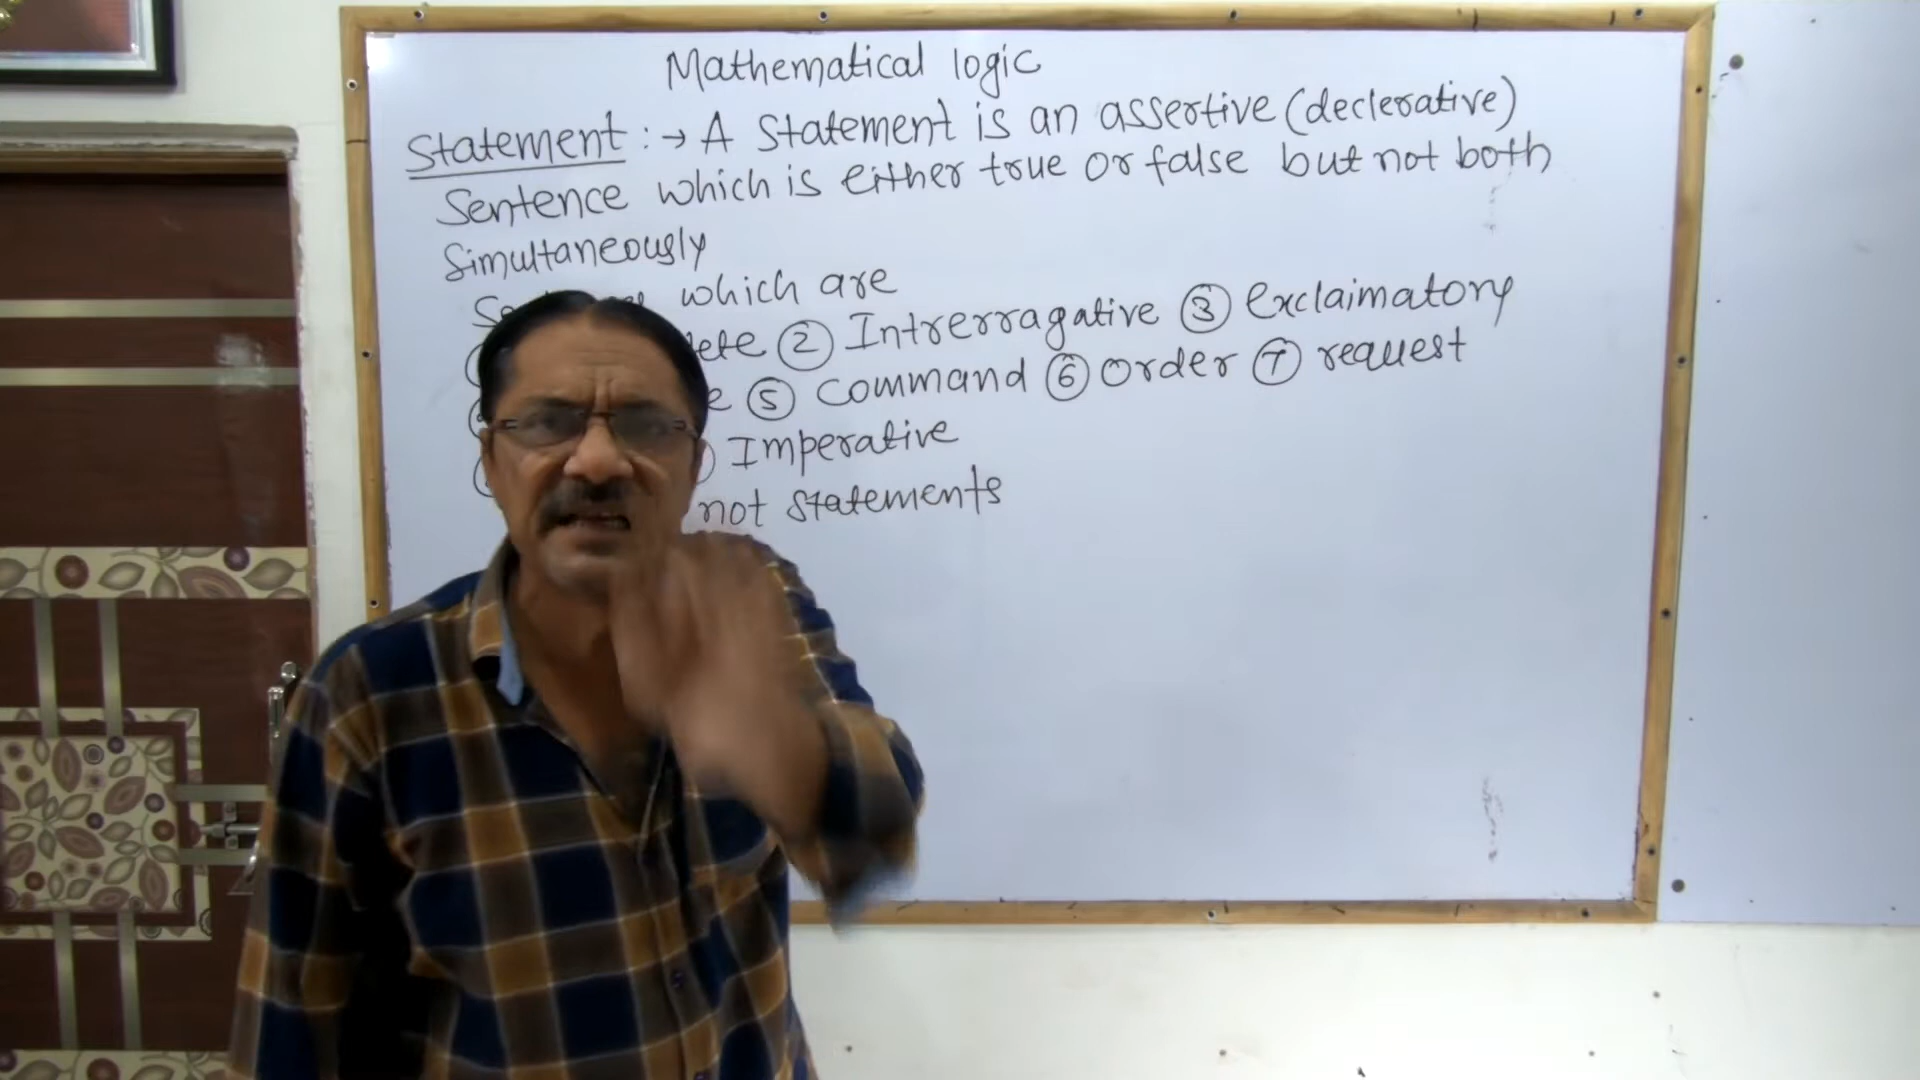 Mathematical logic
Statement :→ A Statement is an assertive (declerative)
Sentence which is either true or false but not both
Simultaneously
which are
② Intrerragative ③ Exclaimatory
⑤ Command ⑥ Order ⑦ request
Imperative
not statements